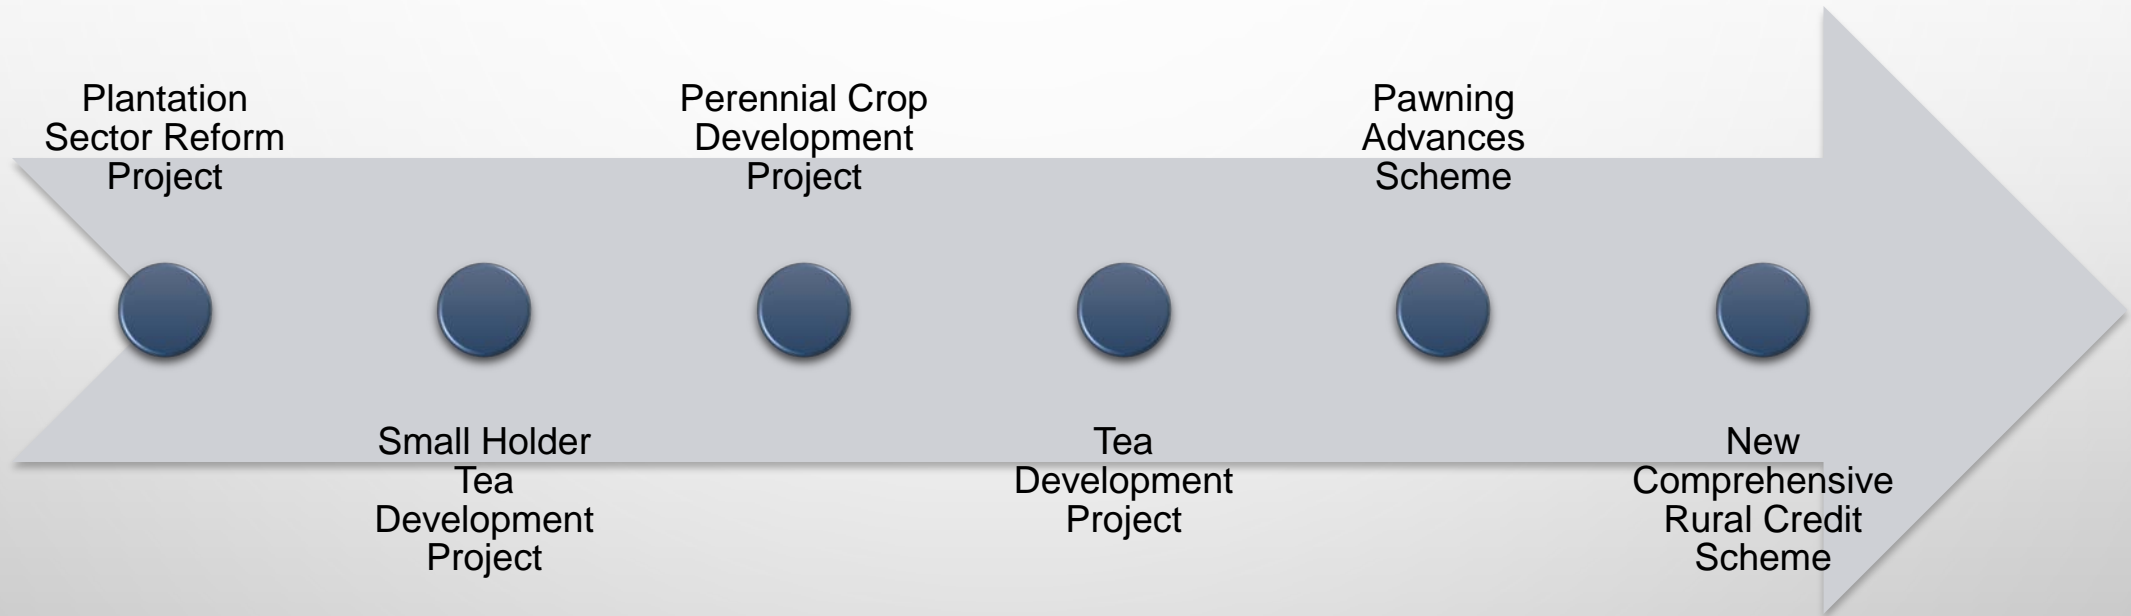 Plantation
Sector Reform
Project
Small Holder
Tea
Development
Project
Perennial Crop
Development
Project
Tea
Development
Project
Pawning
Advances
Scheme
New
Comprehensive
Rural Credit
Scheme